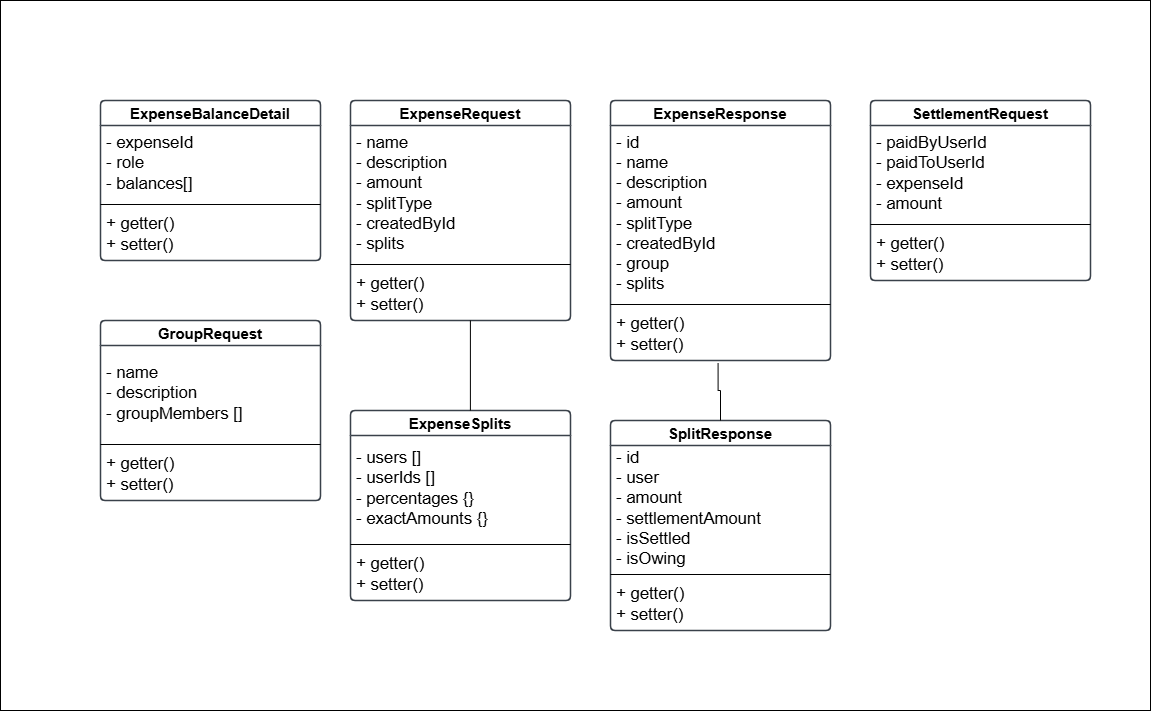 ExpenseBalanceDetail
- expenseId
- role
- balances[]
+ getter()
+ setter()
ExpenseRequest
- name
- description
- amount
- splitType
- createdById
- splits
+ getter()
+ setter()
ExpenseResponse
- id
- name
- description
- amount
- splitType
- createdById
- group
- splits
+ getter()
+ setter()
SettlementRequest
- paidByUserId
- paidToUserId
- expenseId
- amount
+ getter()
+ setter()
GroupRequest
- name
- description
- groupMembers []
+ getter()
+ setter()
ExpenseSplits
- users []
- userIds []
- percentages {}
- exactAmounts {}
+ getter()
+ setter()
SplitResponse
- id
- user
- amount
- settlementAmount
- isSettled
- isOwing
+ getter()
+ setter()